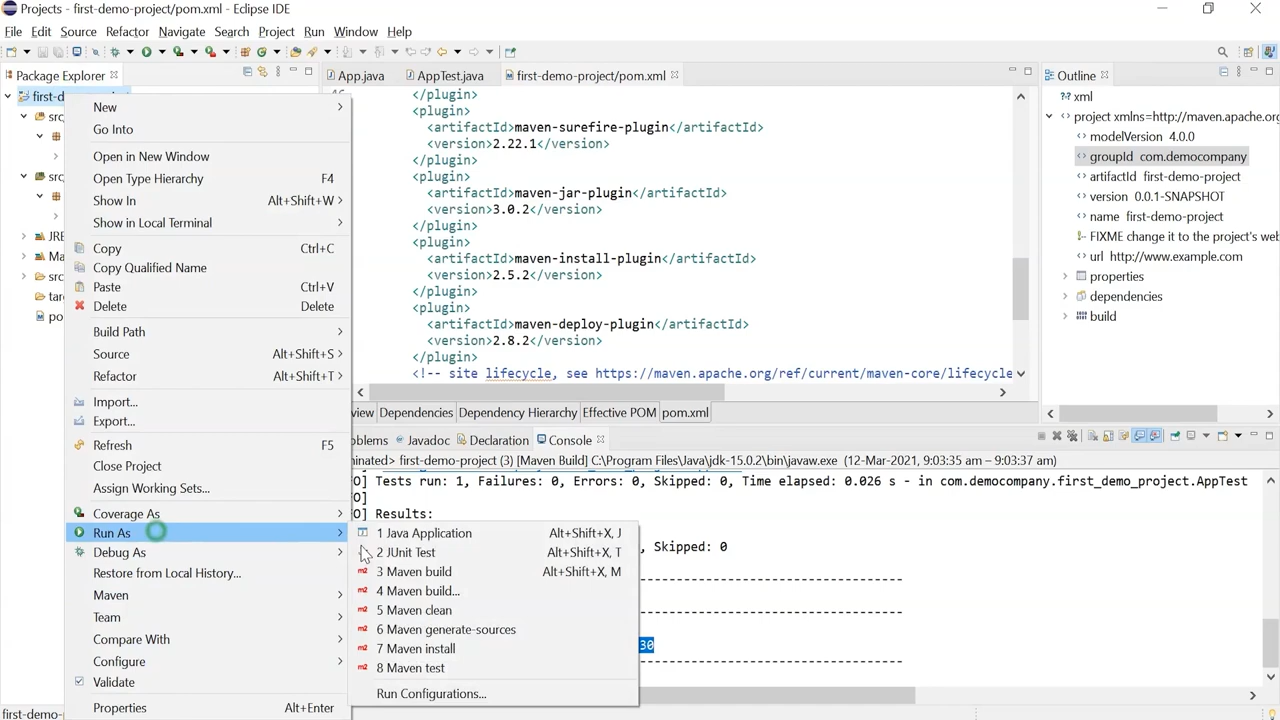 Projects - first-demo-project/pom.xml - Eclipse IDE
File Edit Source Refactor Navigate Search Project Run Window Help
Package Explorer
first-d
src
src
JRE
Ma
src
tar
po
New
Go Into
Open in New Window
Open Type Hierarchy F4
Show In Alt+Shift+W
Show in Local Terminal
Copy Ctrl+C
Copy Qualified Name
Paste Ctrl+V
Delete Delete
Build Path
Source Alt+Shift+S
Refactor Alt+Shift+T
Import...
Export...
Refresh F5
Close Project
Assign Working Sets...
Coverage As
Run As
Debug As
Restore from Local History...
Maven
Team
Compare With
Configure
Validate
Properties Alt+Enter
1 Java Application Alt+Shift+X, J
2 JUnit Test Alt+Shift+X, T
3 Maven build Alt+Shift+X, M
4 Maven build...
5 Maven clean
6 Maven generate-sources
7 Maven install
8 Maven test
Run Configurations...
App.java AppTest.java first-demo-project/pom.xml
</plugin>
<plugin>
<artifactId>maven-surefire-plugin</artifactId>
<version>2.22.1</version>
</plugin>
<plugin>
<artifactId>maven-jar-plugin</artifactId>
<version>3.0.2</version>
</plugin>
<plugin>
<artifactId>maven-install-plugin</artifactId>
<version>2.5.2</version>
</plugin>
<plugin>
<artifactId>maven-deploy-plugin</artifactId>
<version>2.8.2</version>
</plugin>
<!-- site lifecycle, see https://maven.apache.org/ref/current/maven-core/lifecycle
view Dependencies Dependency Hierarchy Effective POM pom.xml
oblems Javadoc Declaration Console
inated> first-demo-project (3) [Maven Build] C:\Program Files\Java\jdk-15.0.2\bin\javaw.exe (12-Mar-2021, 9:03:35 am – 9:03:37 am)
O] Tests run: 1, Failures: 0, Errors: 0, Skipped: 0, Time elapsed: 0.026 s - in com.democompany.first_demo_project.AppTest
O]
O] Results:
, Skipped: 0
------------------------
------------------------
30
------------------------
Outline
xml
project xmlns=http://maven.apache.org
modelVersion 4.0.0
groupId com.democompany
artifactId first-demo-project
version 0.0.1-SNAPSHOT
name first-demo-project
FIXME change it to the project's web
url http://www.example.com
properties
dependencies
build
first-demo-